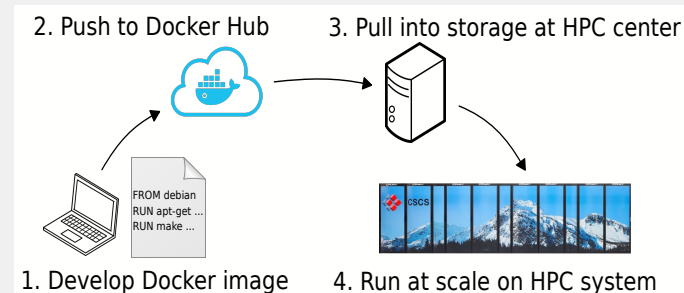 2. Push to Docker Hub
3. Pull into storage at HPC center
FROM debian
RUN apt-get ...
RUN make ...
CSCS
1. Develop Docker image
4. Run at scale on HPC system